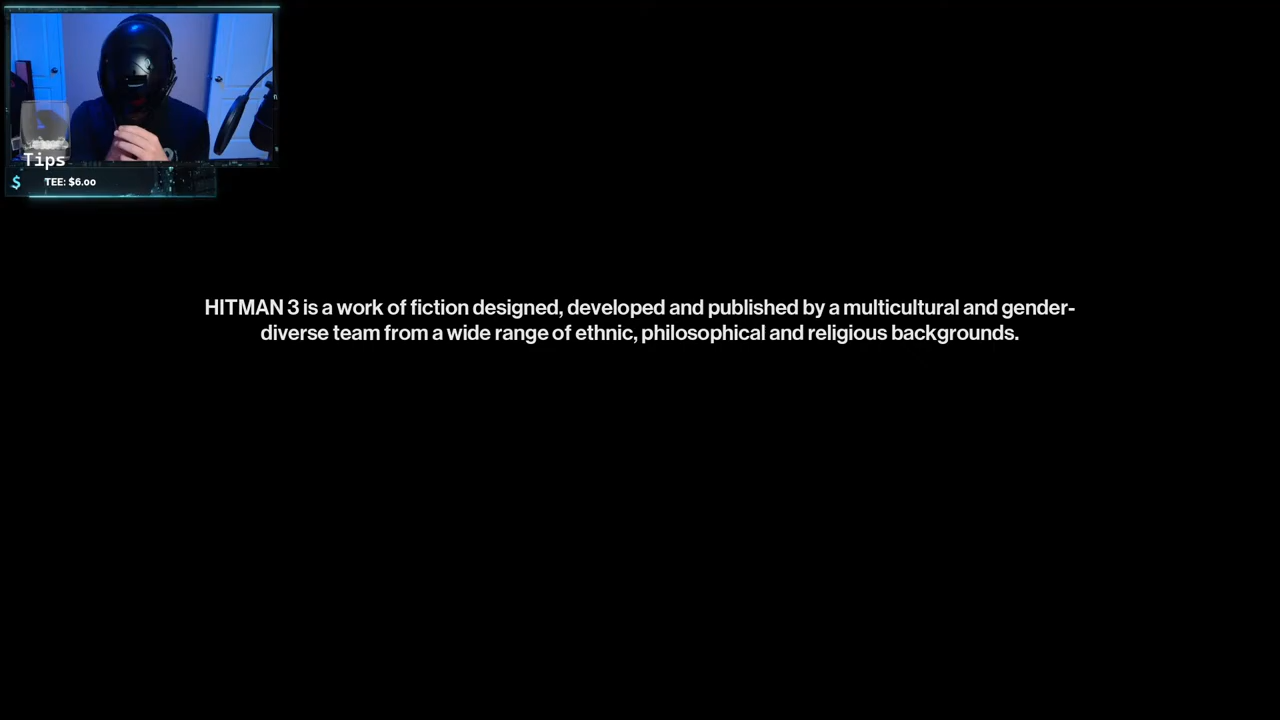 Tips
$ TEE: $6.00
HITMAN 3 is a work of fiction designed, developed and published by a multicultural and gender-
diverse team from a wide range of ethnic, philosophical and religious backgrounds.